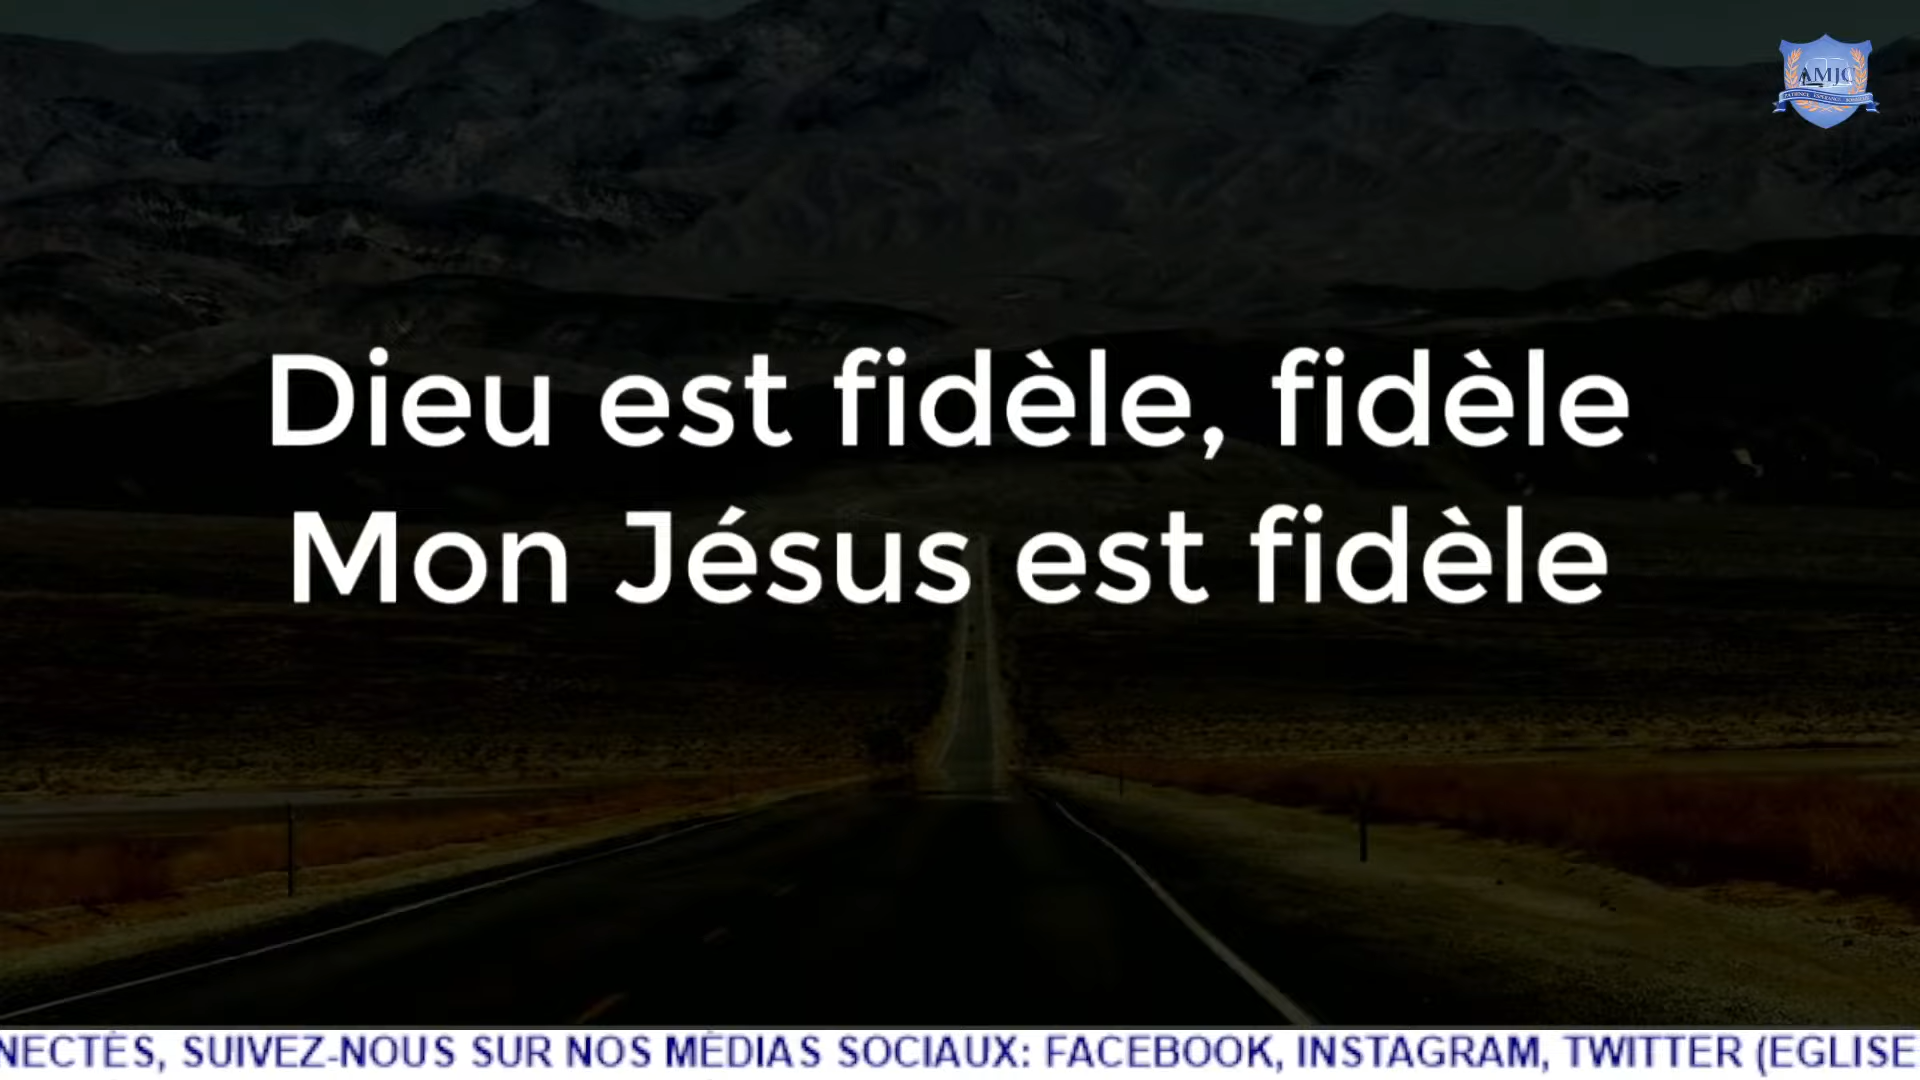 AMJC
Dieu est fidèle, fidèle
Mon Jésus est fidèle
NECTÉS, SUIVEZ-NOUS SUR NOS MÉDIAS SOCIAUX: FACEBOOK, INSTAGRAM, TWITTER (EGLISE